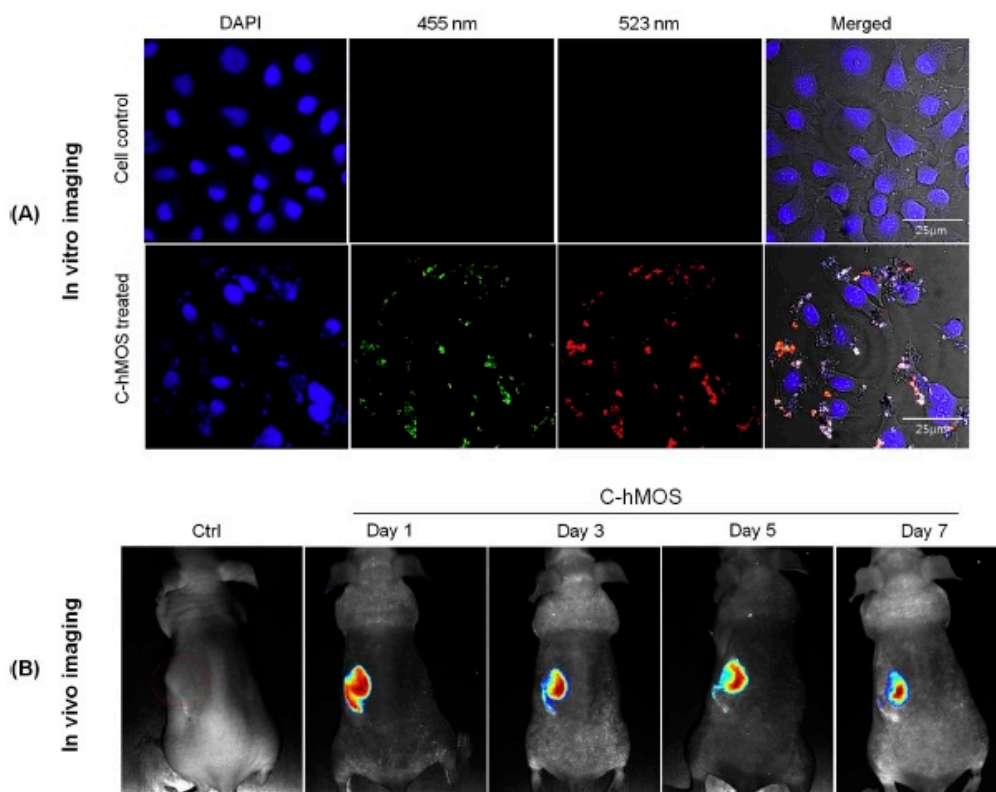 DAPI 455 nm 523 nm Merged
(A)
In vitro imaging
Cell control
25μm
C-hMOS treated
25μm
C-hMOS
Ctrl Day 1 Day 3 Day 5 Day 7
(B)
In vivo imaging